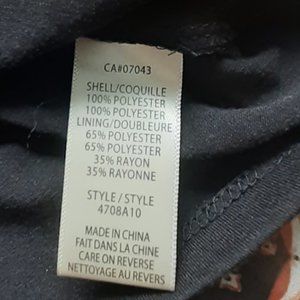 CA#07043
SHELL/COQUILLE
100% POLYESTER
100% POLYESTER
LINING/DOUBLEURE
65% POLYESTER
65% POLYESTER
35% RAYON
35% RAYONNE
STYLE / STYLE
4708A10
MADE IN CHINA
FAIT DANS LA CHINE
CARE ON REVERSE
NETTOYAGE AU REVERS